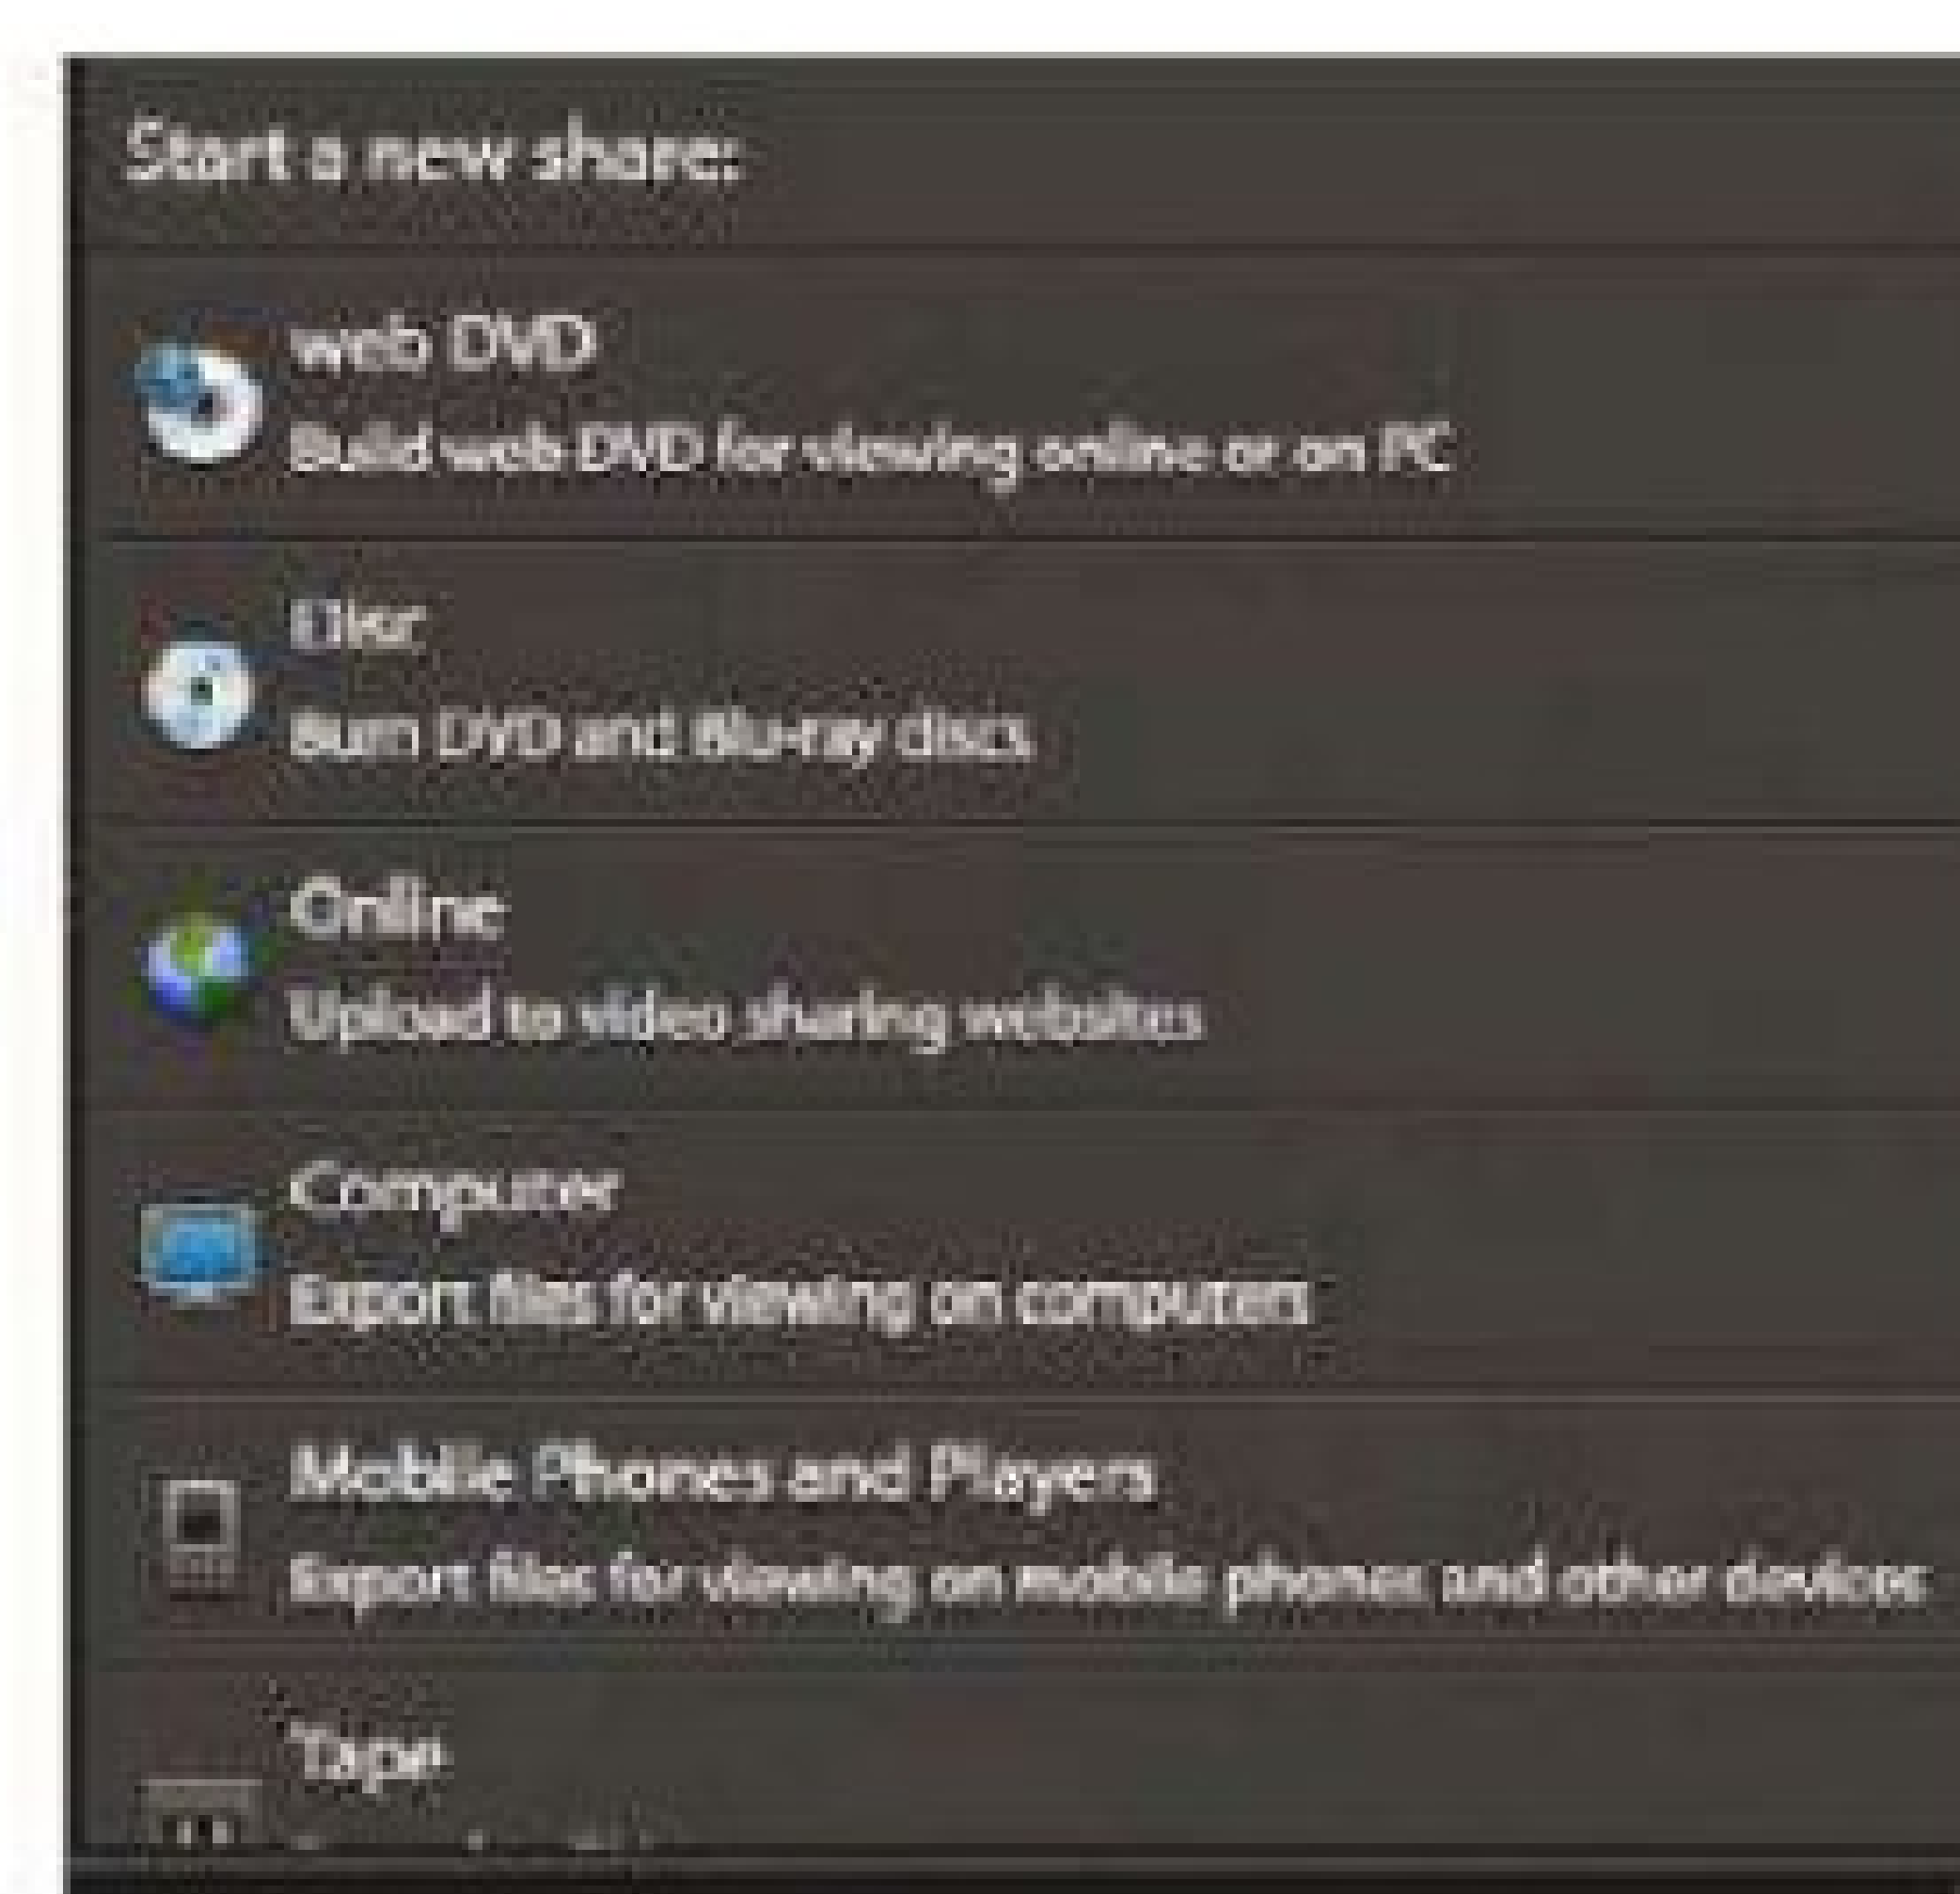 Start a new share:
web DVD
Build web DVD for viewing online or on PC
Disc
Burn DVD and Blu-ray discs
Online
Upload to video sharing websites
Computer
Export files for viewing on computers
Mobile Phones and Players
Export files for viewing on mobile phones and other devices
Tape